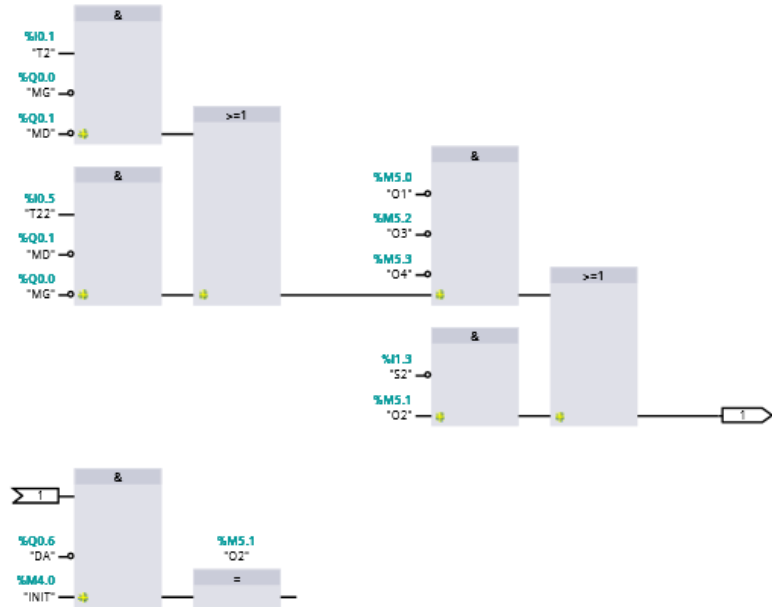 &
%I0.1
"T2"
%Q0.0
"MG"
%Q0.1
"MD"
>=1
&
%I0.5
"T22"
%Q0.1
"MD"
%Q0.0
"MG"
&
%M5.0
"O1"
%M5.2
"O3"
%M5.3
"O4"
>=1
&
%I1.3
"S2"
%M5.1
"O2"
1
1
&
%Q0.6
"DA"
%M4.0
"INIT"
%M5.1
"O2"
=